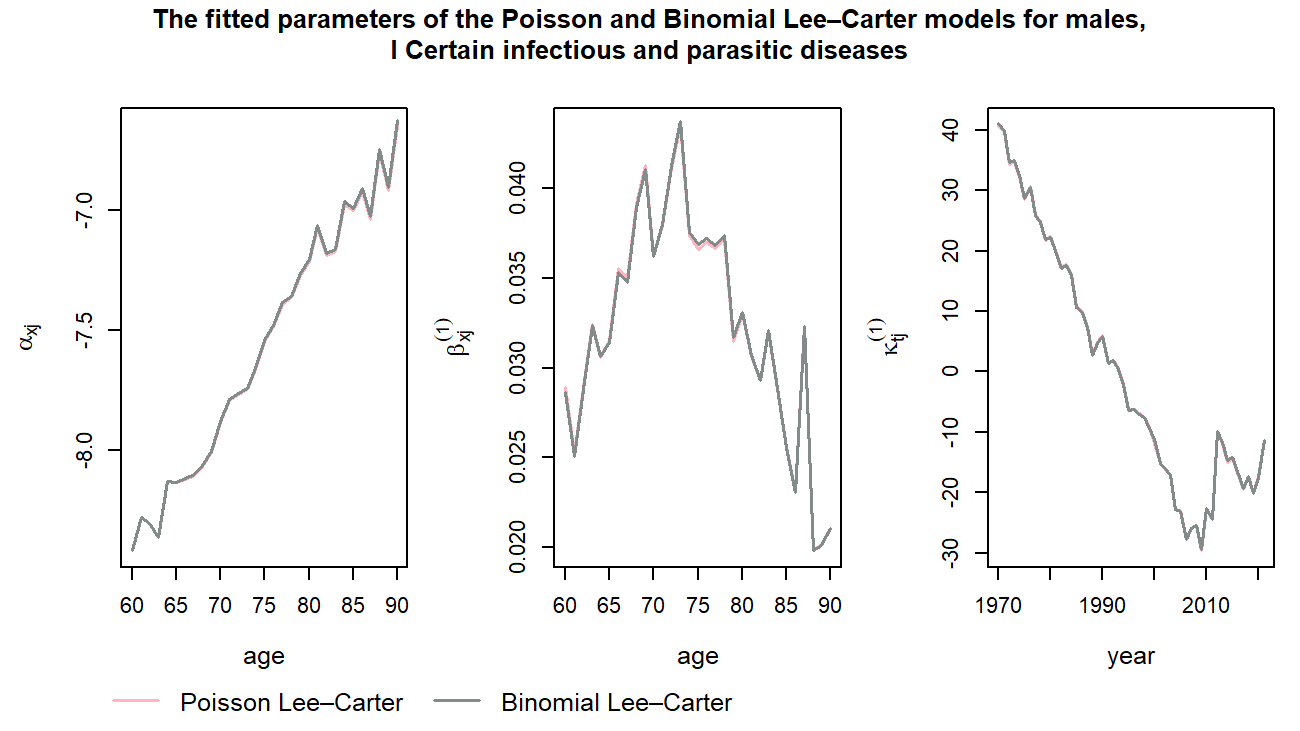 The fitted parameters of the Poisson and Binomial Lee–Carter models for males,
I Certain infectious and parasitic diseases
αxj
-8.0 -7.5 -7.0
60 65 70 75 80 85 90
age
βxj(1)
0.020 0.025 0.030 0.035 0.040
60 65 70 75 80 85 90
age
κtj(1)
-30 -20 -10 0 10 20 30 40
1970 1990 2010
year
Poisson Lee–Carter Binomial Lee–Carter